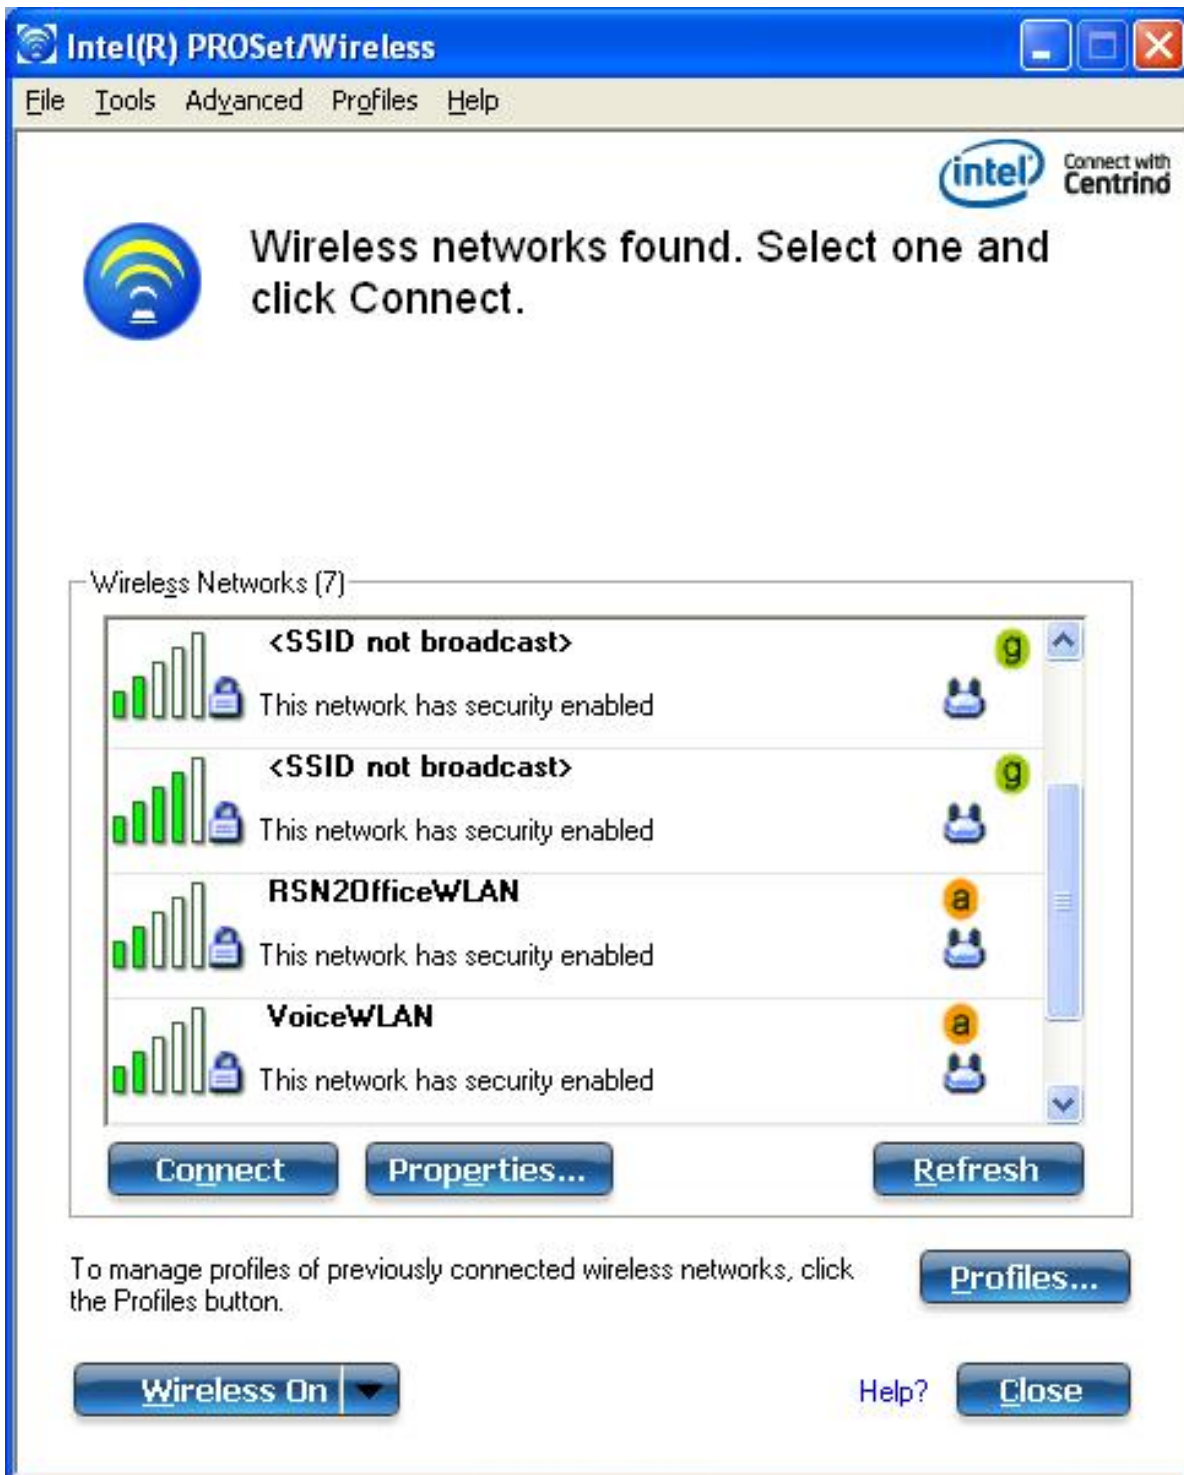 Intel(R) PROSet/Wireless
File Tools Advanced Profiles Help
intel Connect with
Centrino
Wireless networks found. Select one and
click Connect.
Wireless Networks (7)
<SSID not broadcast>
g
This network has security enabled
<SSID not broadcast>
g
This network has security enabled
RSN2OfficeWLAN
a
This network has security enabled
VoiceWLAN
a
This network has security enabled
Connect Properties... Refresh
To manage profiles of previously connected wireless networks, click
the Profiles button.
Profiles...
Wireless On Help? Close